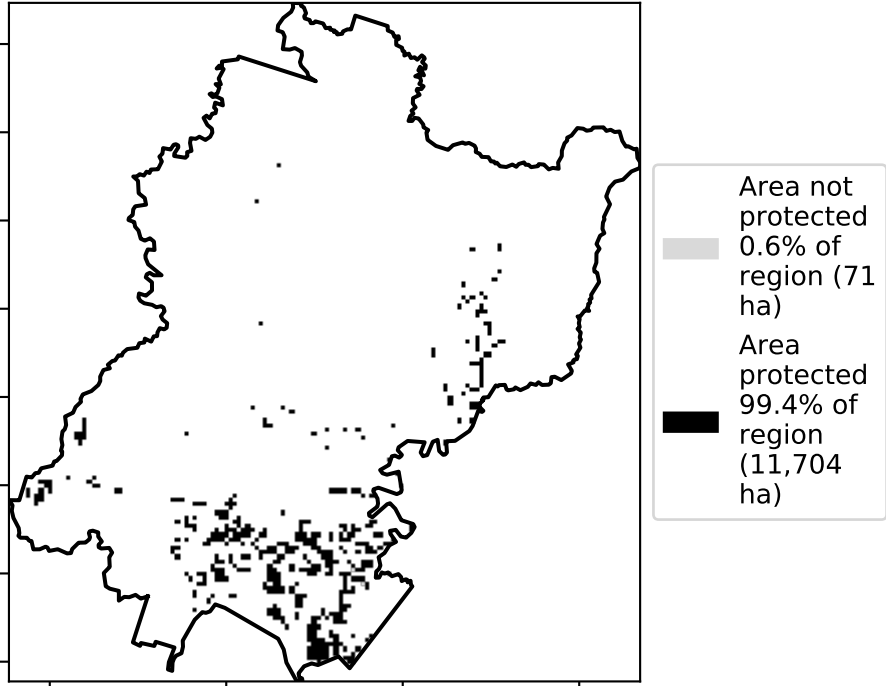 Area not
protected
0.6% of
region (71
ha)
Area
protected
99.4% of
region
(11,704
ha)